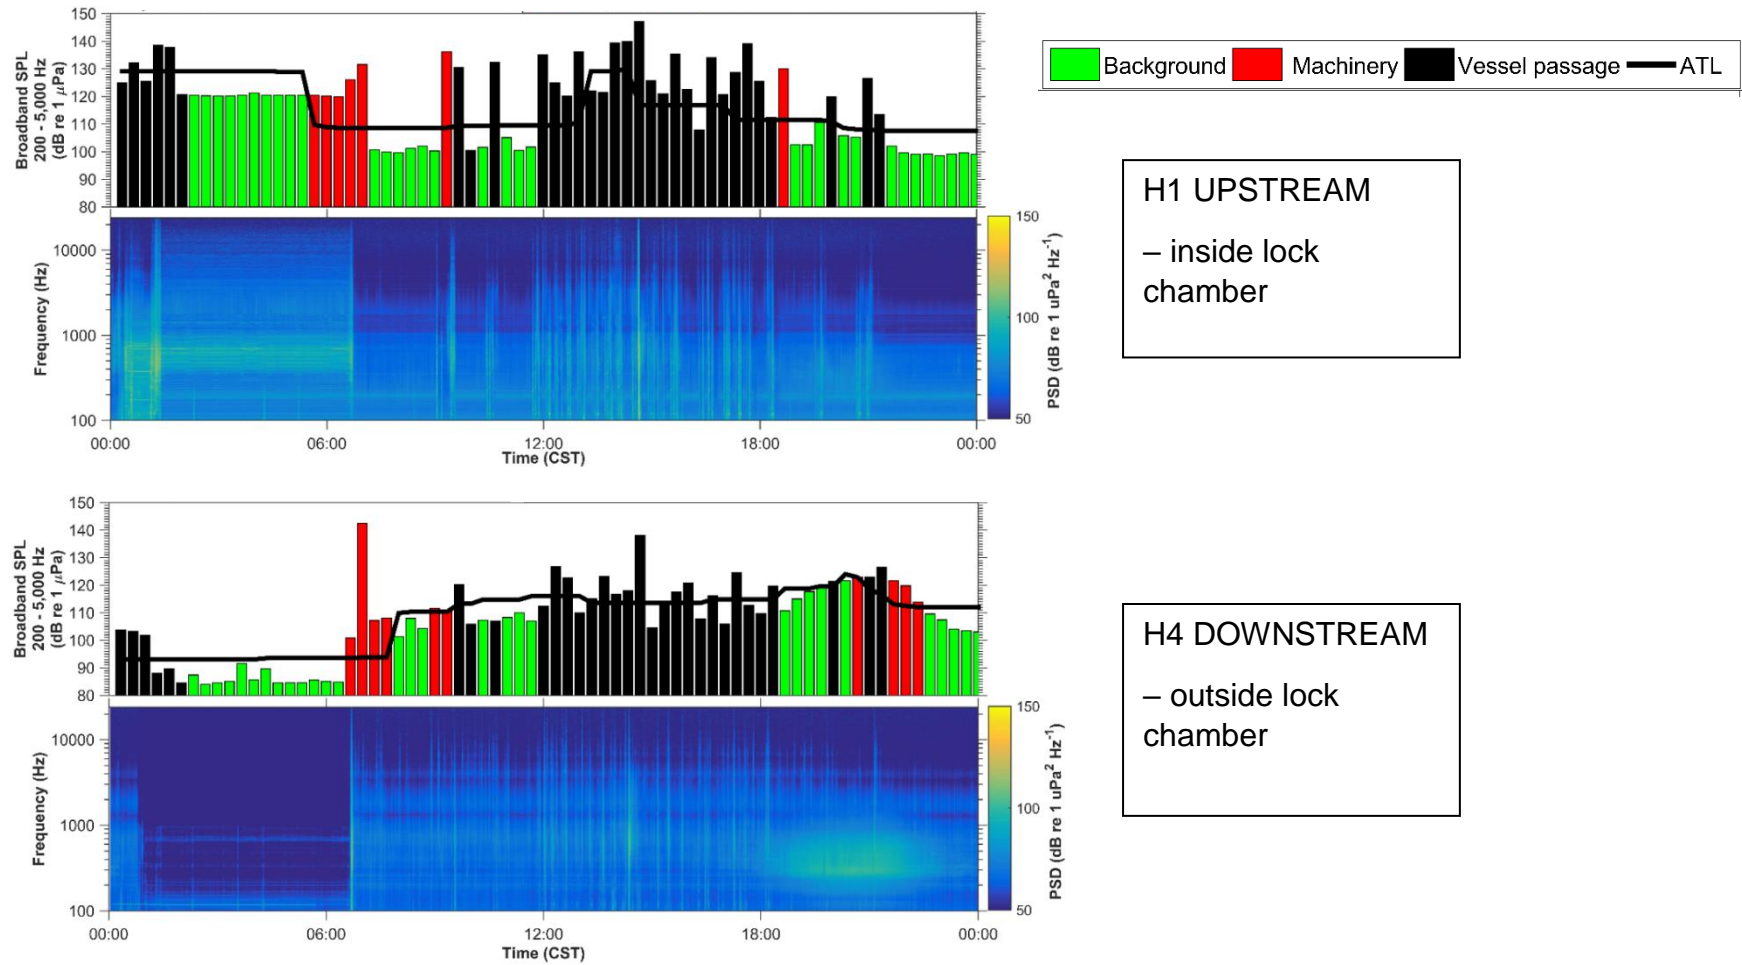 150
140
130
120
110
100
90
80
Broadband SPL
200 - 5,000 Hz
(dB re 1 μPa)
Background Machinery Vessel passage ATL
10000
1000
100
Frequency (Hz)
00:00 06:00 12:00 18:00 00:00
Time (CST)
150
100
50
PSD (dB re 1 uPa² Hz⁻¹)
H1 UPSTREAM
– inside lock
chamber
150
140
130
120
110
100
90
80
Broadband SPL
200 - 5,000 Hz
(dB re 1 μPa)
10000
1000
100
Frequency (Hz)
00:00 06:00 12:00 18:00 00:00
Time (CST)
150
100
50
PSD (dB re 1 uPa² Hz⁻¹)
H4 DOWNSTREAM
– outside lock
chamber